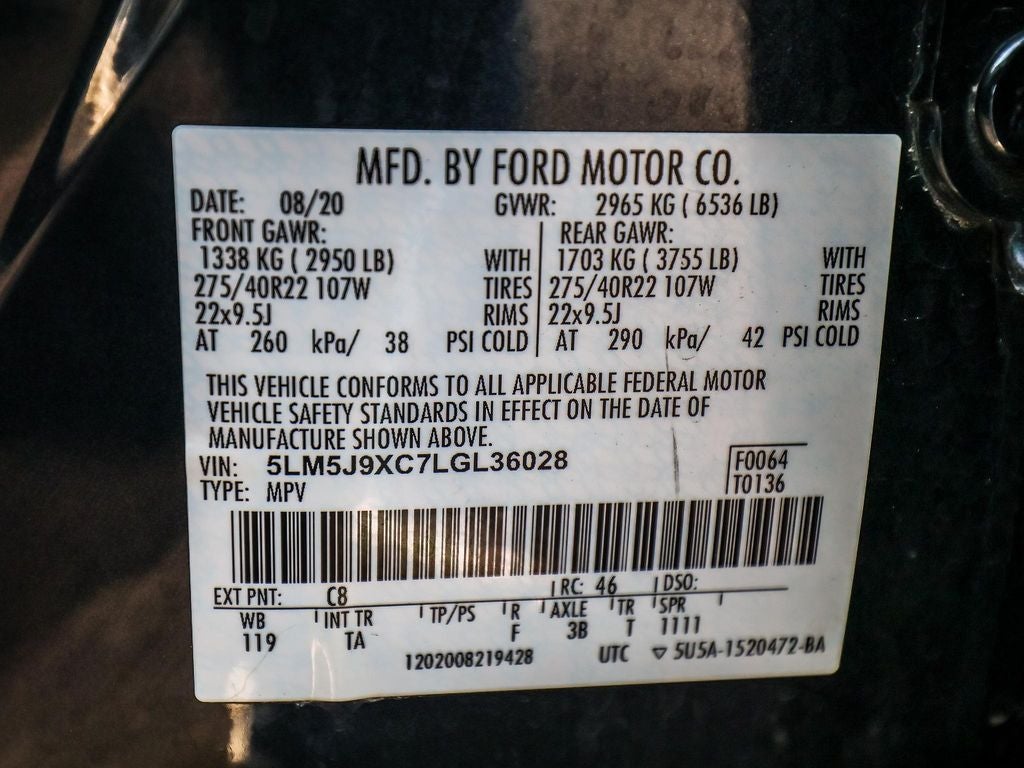 MFD. BY FORD MOTOR CO.
DATE: 08/20 GVWR: 2965 KG ( 6536 LB)
FRONT GAWR: REAR GAWR:
1338 KG ( 2950 LB) WITH 1703 KG ( 3755 LB) WITH
275/40R22 107W TIRES 275/40R22 107W TIRES
22x9.5J RIMS 22x9.5J RIMS
AT 260 kPa/ 38 PSI COLD AT 290 kPa/ 42 PSI COLD
THIS VEHICLE CONFORMS TO ALL APPLICABLE FEDERAL MOTOR
VEHICLE SAFETY STANDARDS IN EFFECT ON THE DATE OF
MANUFACTURE SHOWN ABOVE.
VIN: 5LM5J9XC7LGL36028 F0064
TYPE: MPV T0136
EXT PNT: C8 RC: 46 DSO:
WB INT TR TP/PS R AXLE TR SPR
119 TA F 3B T 1111
1202008219428 UTC ▽ 5U5A-1520472-BA